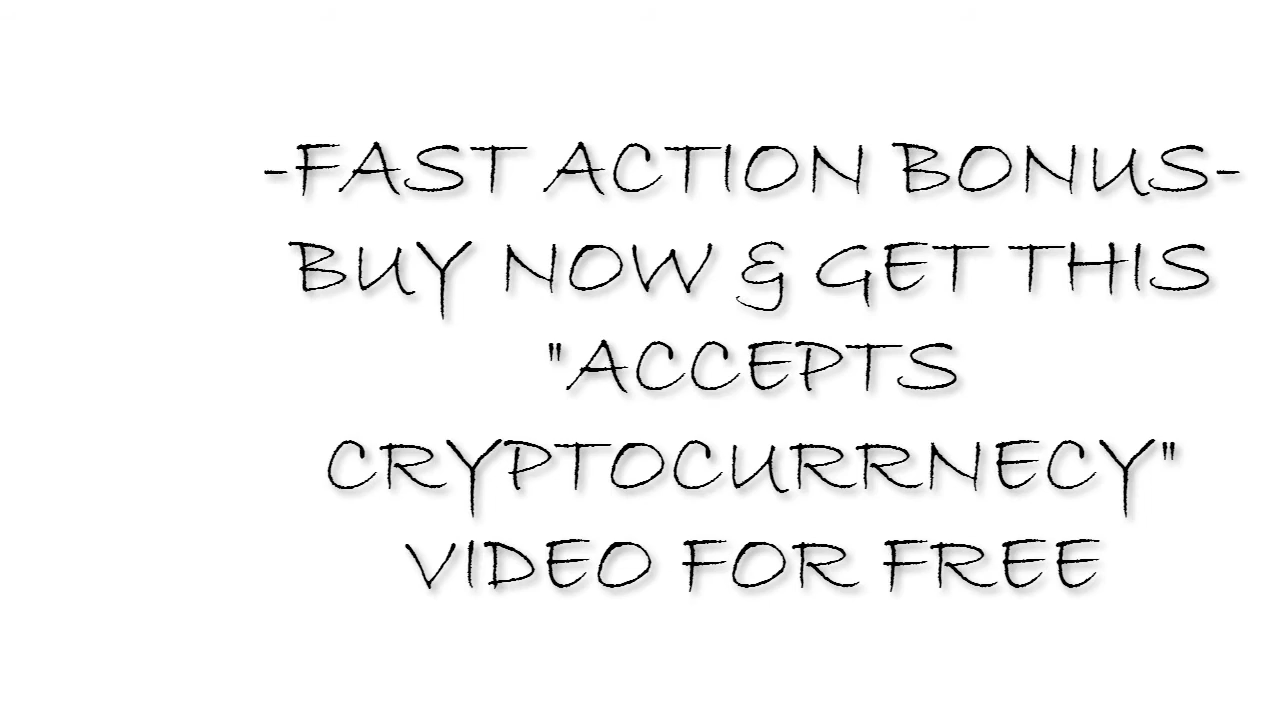 -FAST ACTION BONUS-
BUY NOW & GET THIS
"ACCEPTS
CRYPTOCURRNECY"
VIDEO FOR FREE